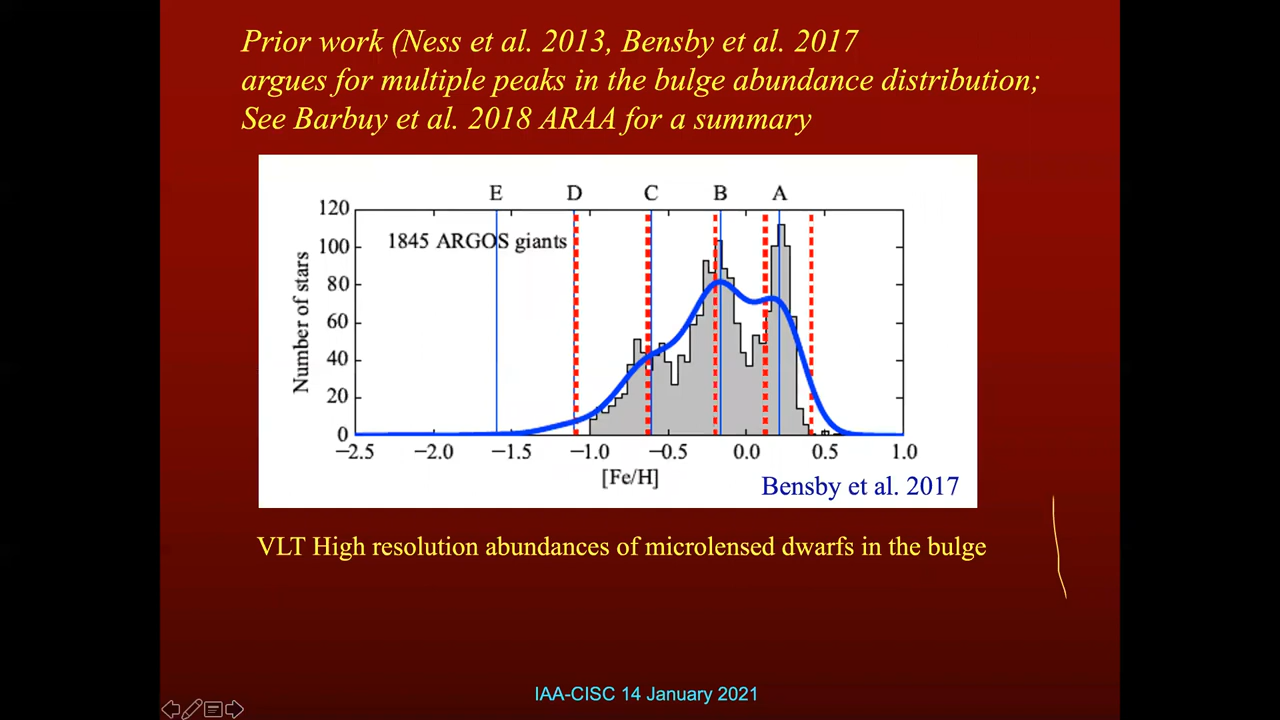 Prior work (Ness et al. 2013, Bensby et al. 2017
argues for multiple peaks in the bulge abundance distribution;
See Barbuy et al. 2018 ARAA for a summary
E D C B A
120
1845 ARGOS giants
100
80
60
40
20
0
Number of stars
−2.5 −2.0 −1.5 −1.0 −0.5 0.0 0.5 1.0
[Fe/H]
Bensby et al. 2017
VLT High resolution abundances of microlensed dwarfs in the bulge
IAA-CISC 14 January 2021